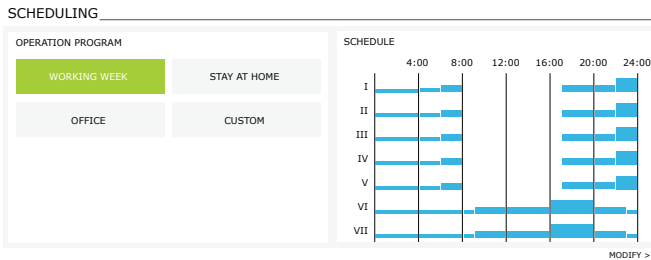 SCHEDULING
OPERATION PROGRAM
WORKING WEEK
STAY AT HOME
OFFICE
CUSTOM
SCHEDULE
4:00 8:00 12:00 16:00 20:00 24:00
I
II
III
IV
V
VI
VII
MODIFY >